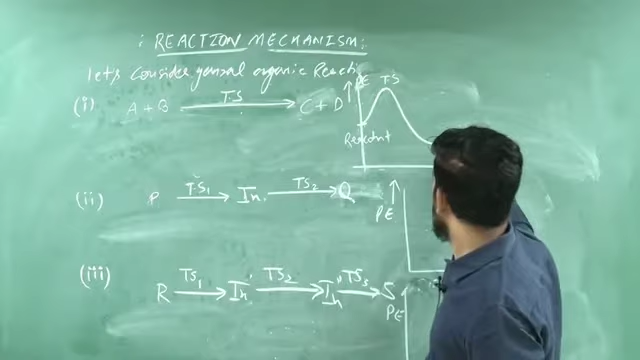 : REACTION MECHANISM:
let's Consider general organic Reacti
(i) A + B TS C + D
PE TS
Reactant
(ii) P TS1 In. TS2 Q
PE
(iii) R TS1 In' TS2 In" TS3 S
PE